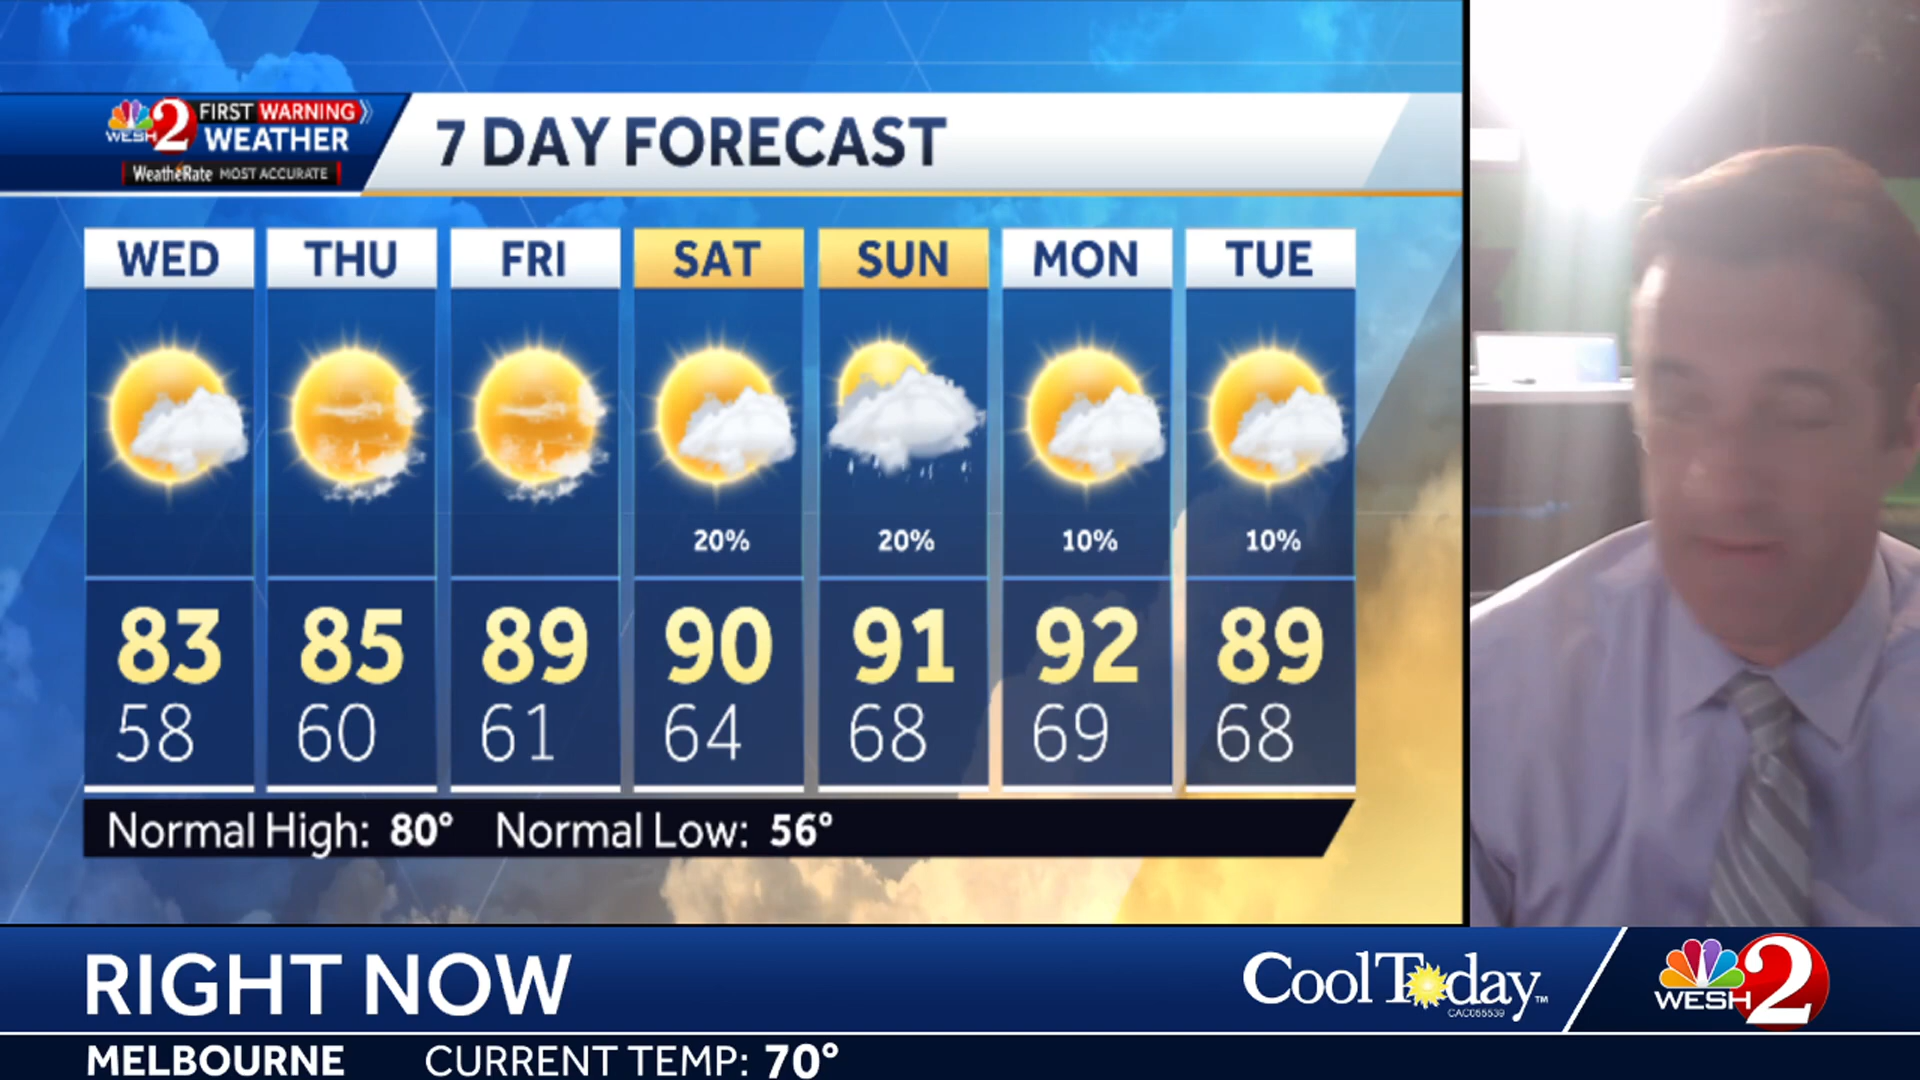 WESH 2 FIRST WARNING
WEATHER
WeatheRate MOST ACCURATE
7 DAY FORECAST
WED THU FRI SAT SUN MON TUE
20% 20% 10% 10%
83 85 89 90 91 92 89
58 60 61 64 68 69 68
Normal High: 80° Normal Low: 56°
RIGHT NOW
CoolToday™
CAC055539
WESH 2
MELBOURNE CURRENT TEMP: 70°